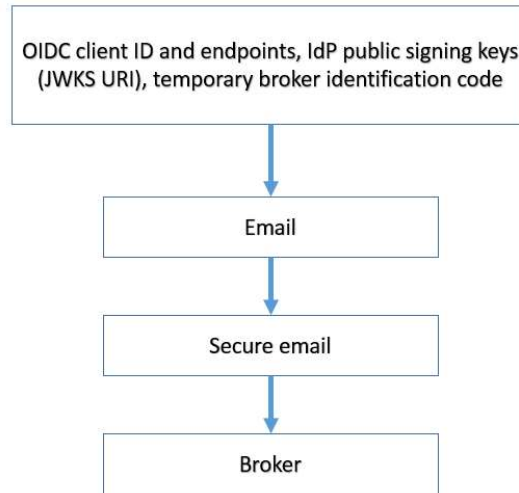 OIDC client ID and endpoints, IdP public signing keys
(JWKS URI), temporary broker identification code
Email
Secure email
Broker